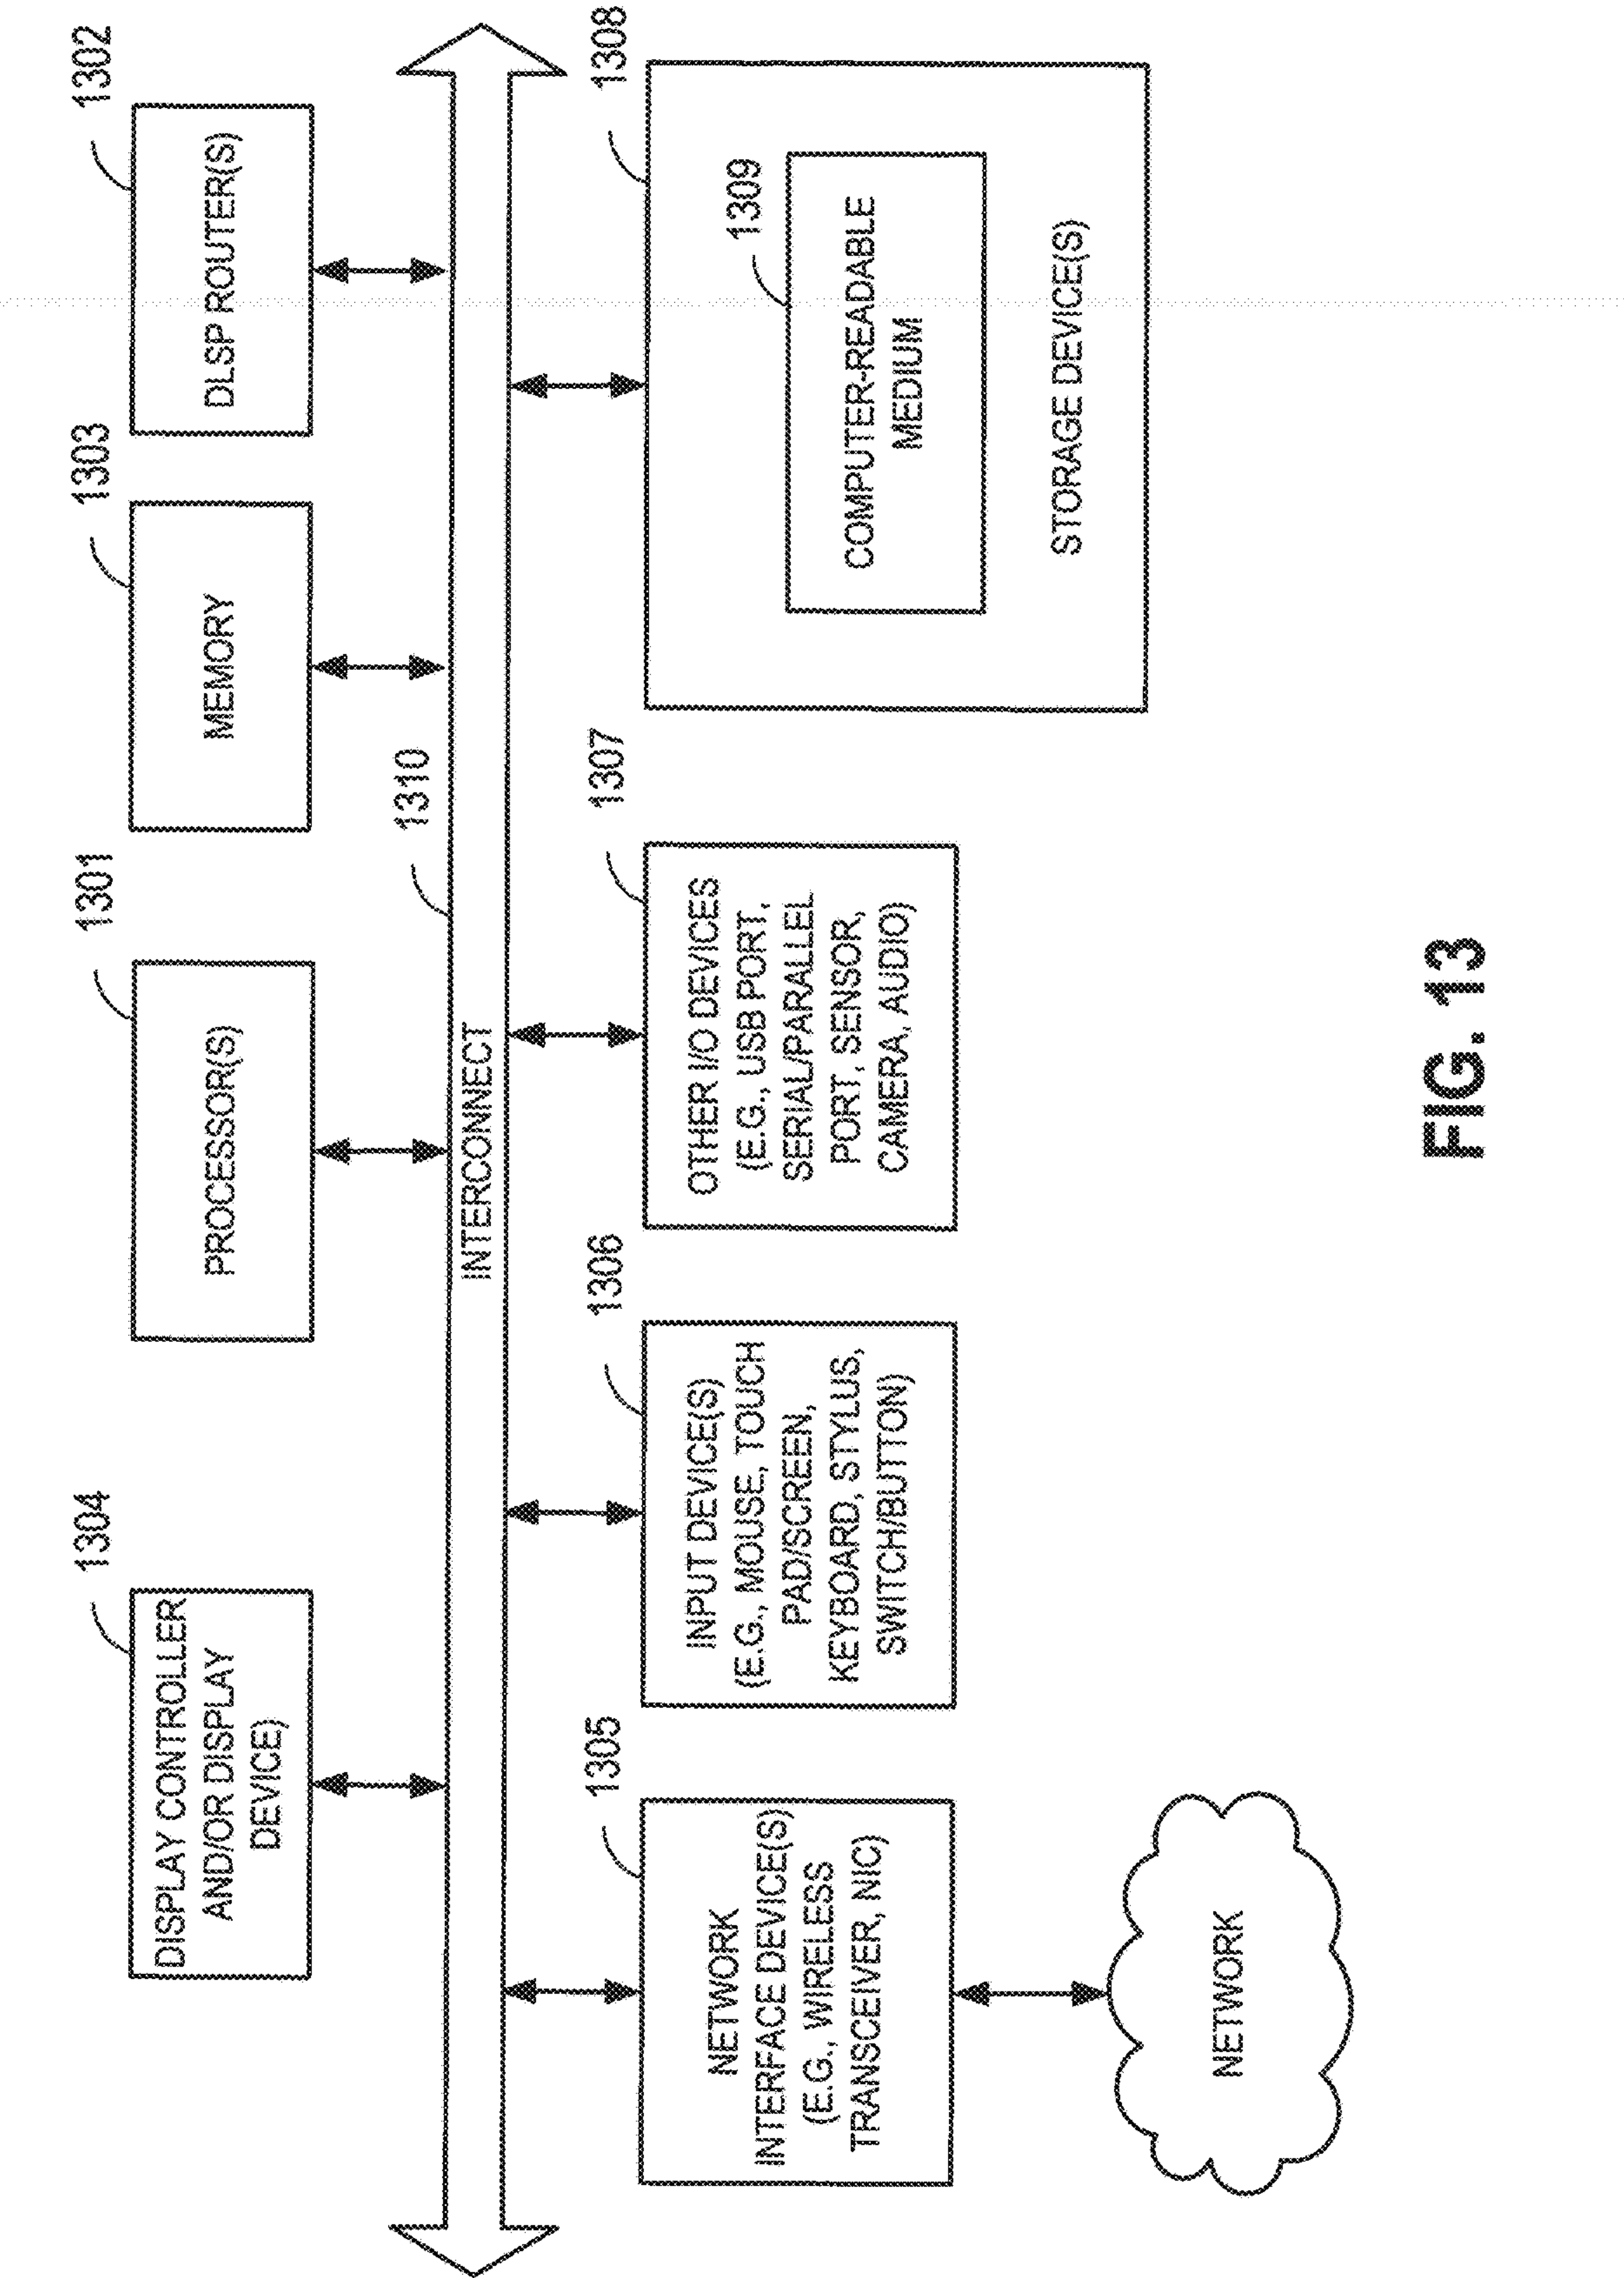 1304
DISPLAY CONTROLLER
AND/OR DISPLAY
DEVICE)
1301
PROCESSOR(S)
1303
MEMORY
1302
DLSP ROUTER(S)
1310
INTERCONNECT
1305
NETWORK
INTERFACE DEVICE(S)
(E.G., WIRELESS
TRANSCEIVER, NIC)
1306
INPUT DEVICE(S)
(E.G., MOUSE, TOUCH
PAD/SCREEN,
KEYBOARD, STYLUS,
SWITCH/BUTTON)
1307
OTHER I/O DEVICES
(E.G., USB PORT,
SERIAL/PARALLEL
PORT, SENSOR,
CAMERA, AUDIO)
1308
1309
COMPUTER-READABLE
MEDIUM
STORAGE DEVICE(S)
NETWORK
FIG. 13